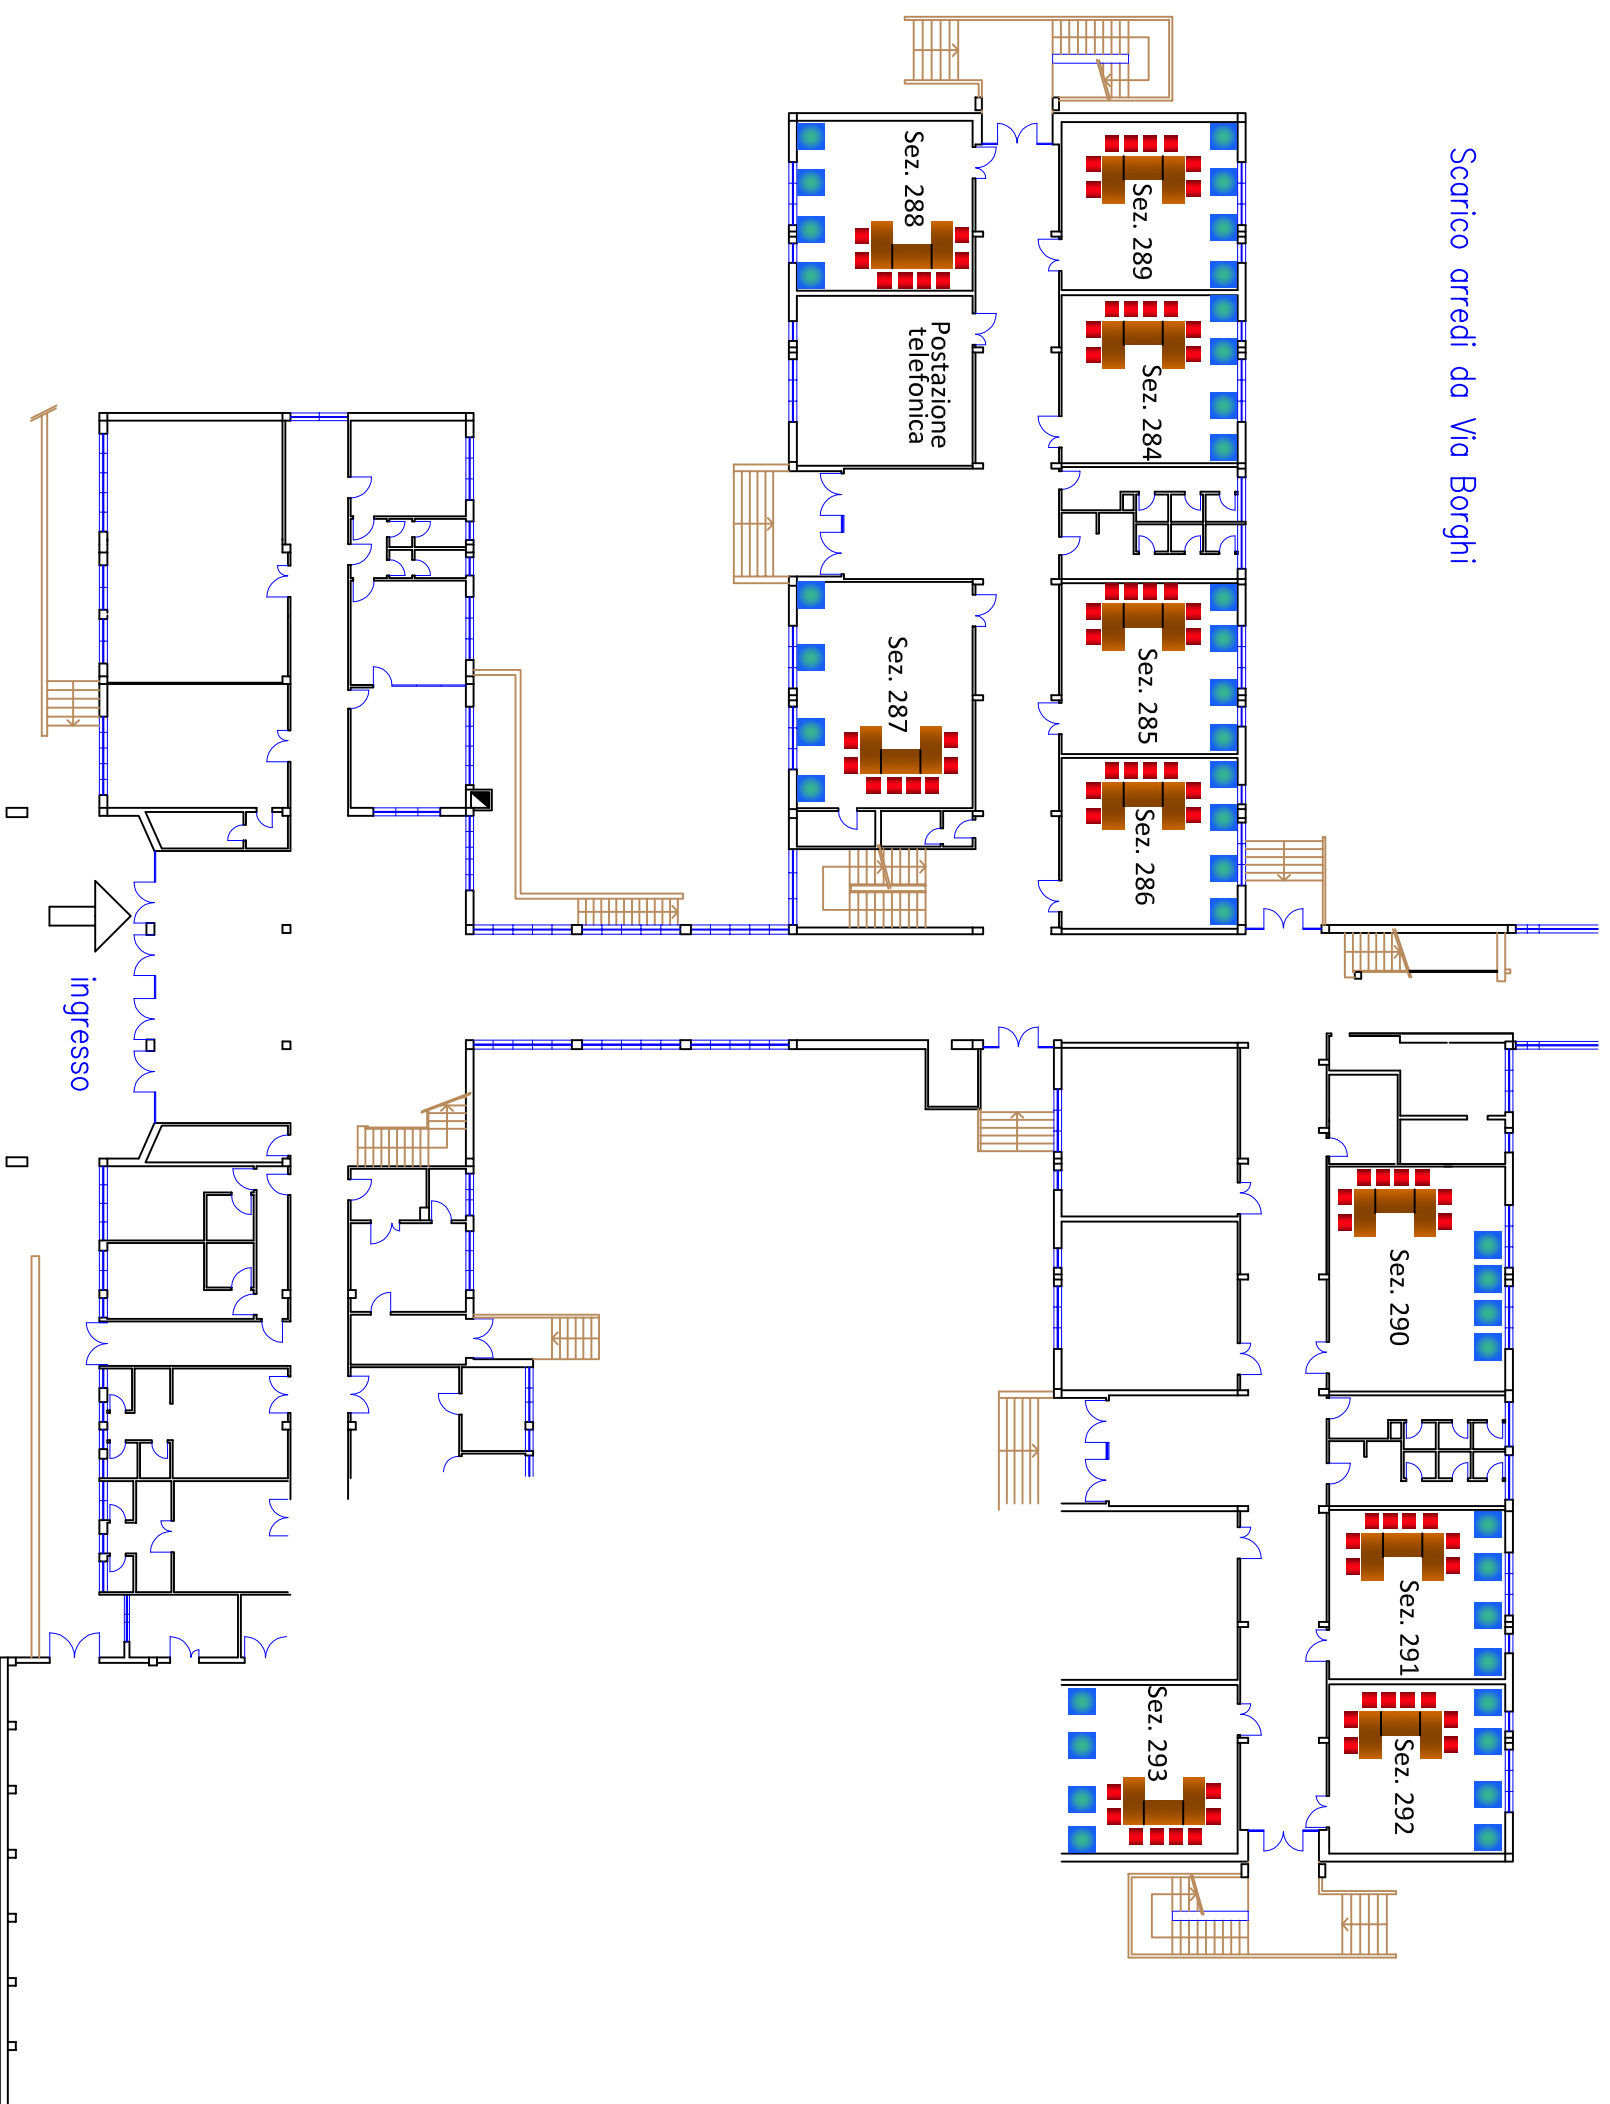 Scarico arredi da Via Borghi
Sez. 289
Sez. 284
Sez. 285
Sez. 286
Sez. 288
Postazione
telefonica
Sez. 287
Sez. 290
Sez. 291
Sez. 292
Sez. 293
ingresso